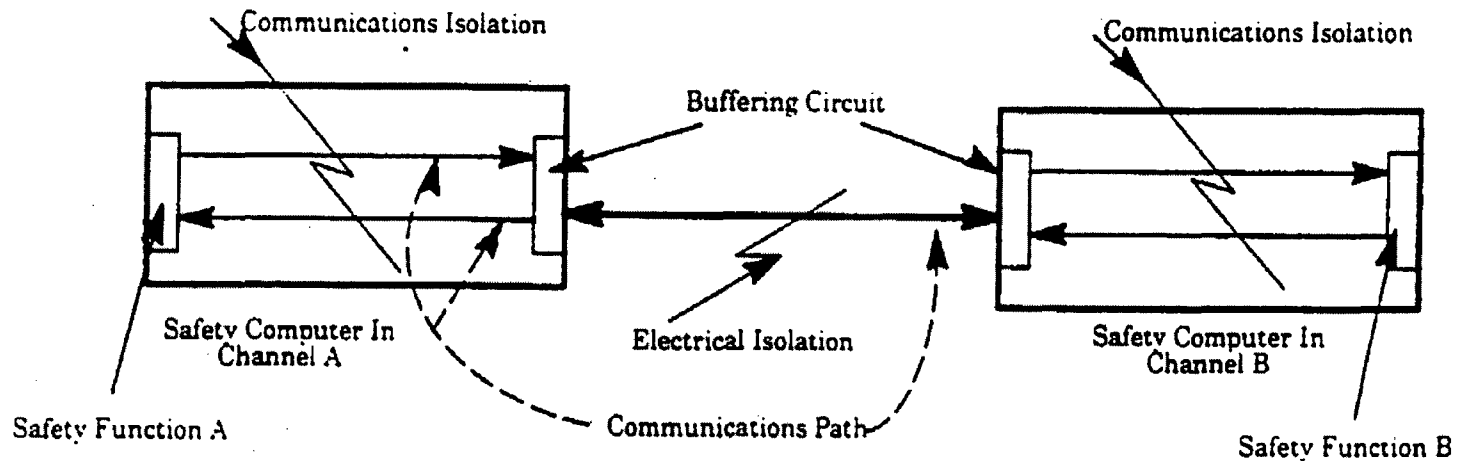 Communications Isolation
Communications Isolation
Buffering Circuit
Safety Computer In
Channel A
Electrical Isolation
Safety Computer In
Channel B
Safety Function A
Communications Path
Safety Function B